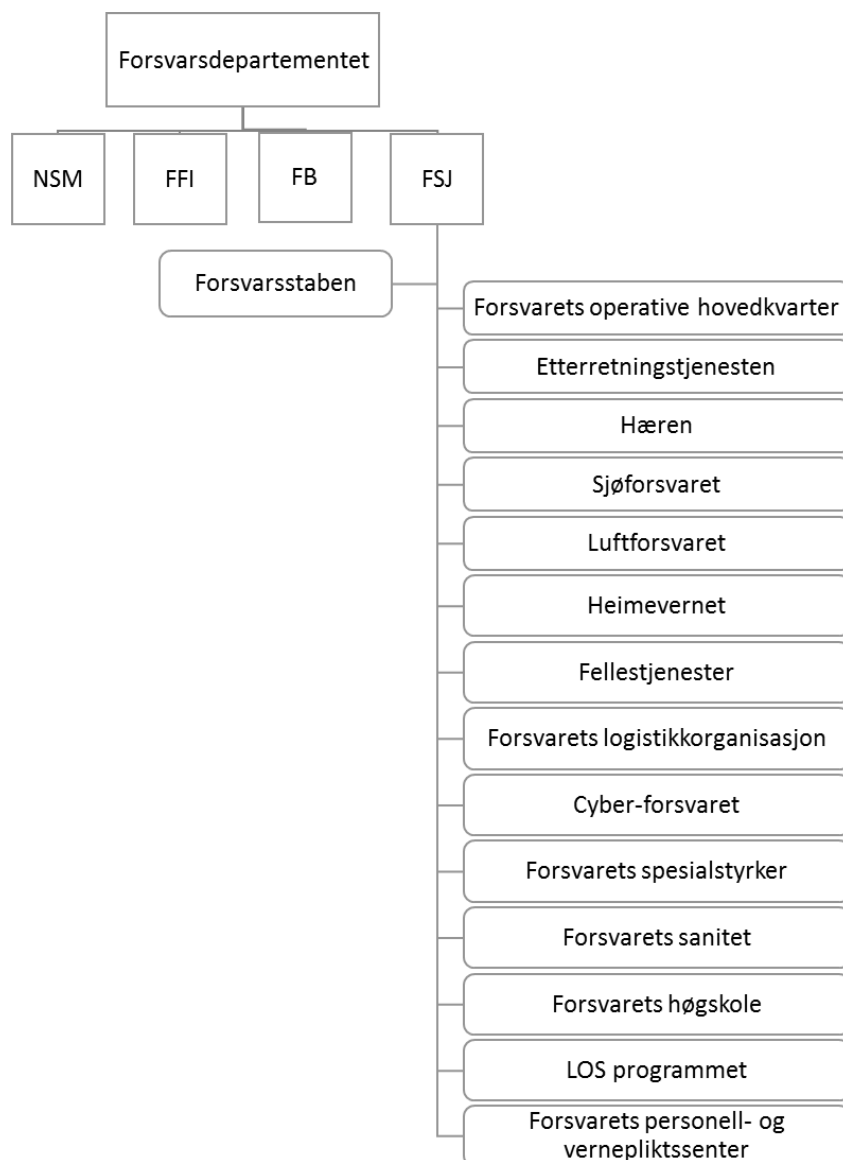 Forsvarsdepartementet
NSM
FFI
FB
FSJ
Forsvarsstaben
Forsvarets operative hovedkvarter
Etterretningstjenesten
Hæren
Sjøforsvaret
Luftforsvaret
Heimevernet
Fellestjenester
Forsvarets logistikkorganisasjon
Cyber-forsvaret
Forsvarets spesialstyrker
Forsvarets sanitet
Forsvarets høgskole
LOS programmet
Forsvarets personell- og
vernepliktssenter